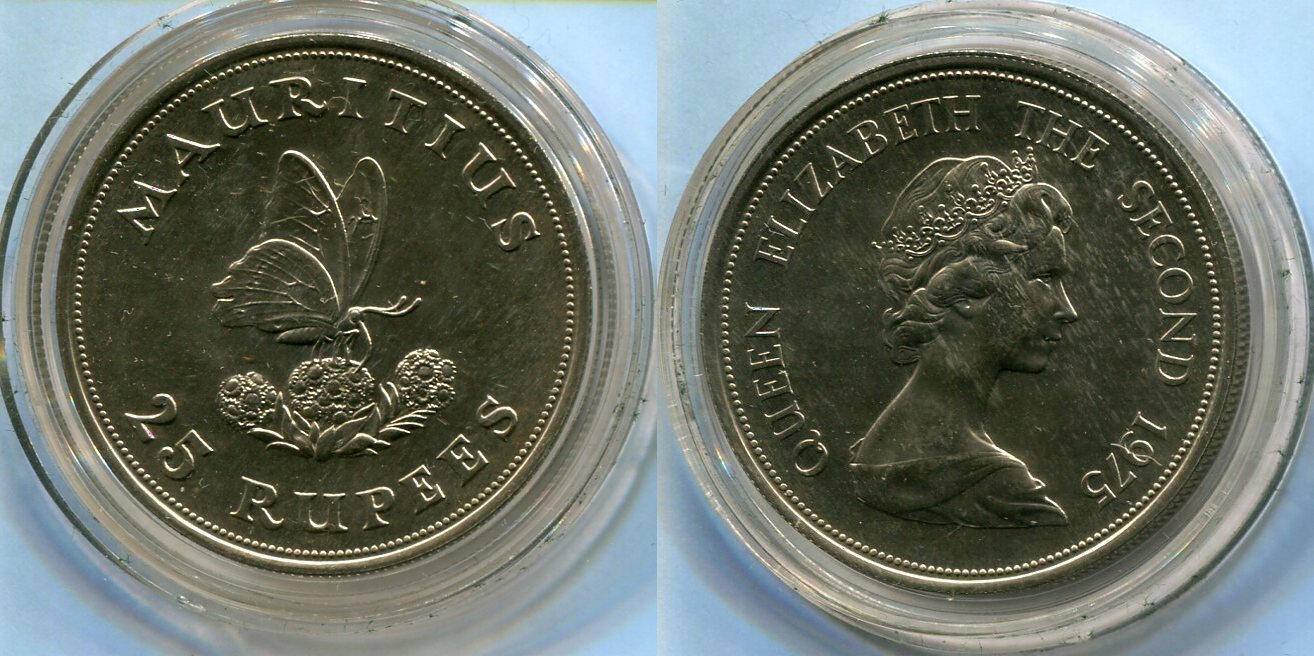 MAURITIUS
25 RUPEES
QUEEN ELIZABETH THE SECOND 1975